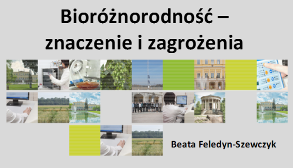 Bioróżnorodność –
znaczenie i zagrożenia
Beata Feledyn-Szewczyk